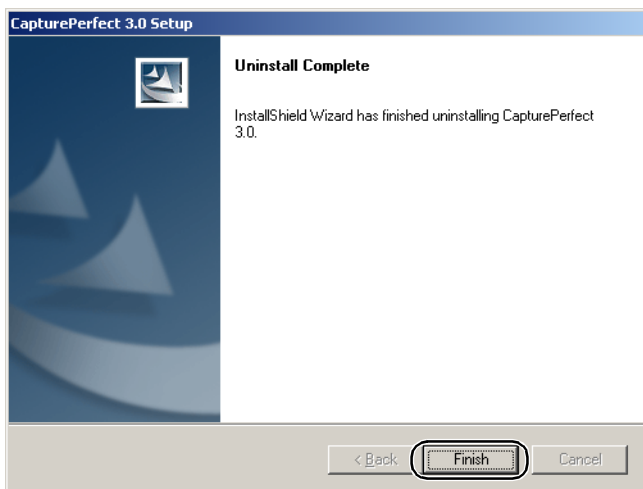 CapturePerfect 3.0 Setup
Uninstall Complete
InstallShield Wizard has finished uninstalling CapturePerfect
3.0.
< Back
Finish
Cancel